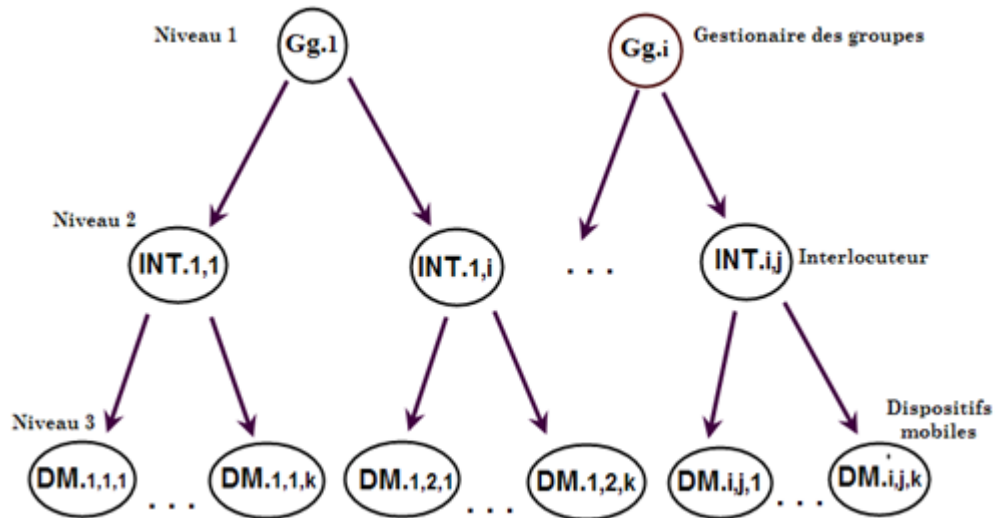 Niveau 1
Gg.1
Gg.i
Gestionaire des groupes
Niveau 2
INT.1,1
INT.1,i
. . .
INT.i,j
Interlocuteur
Niveau 3
Dispositifs
mobiles
DM.1,1,1
. . .
DM.1,1,k
DM.1,2,1
. . .
DM.1,2,k
DM.i,j,1
. . .
DM.i,j,k